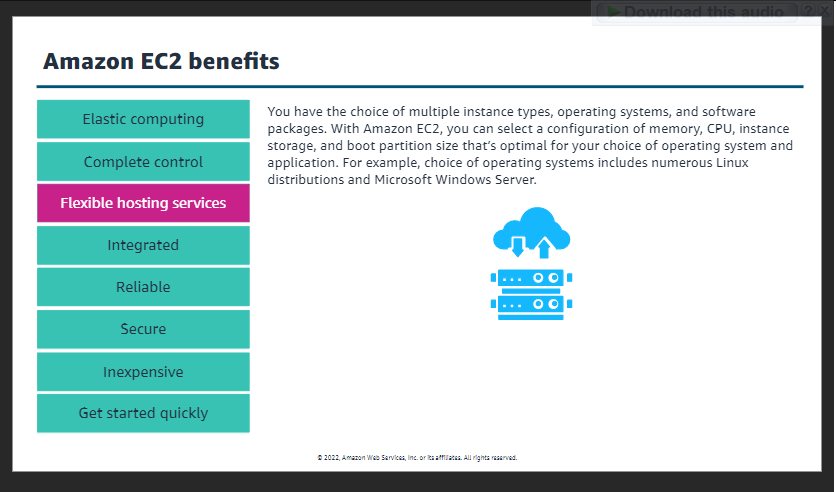 Download this audio ? X
Amazon EC2 benefits
Elastic computing
Complete control
Flexible hosting services
Integrated
Reliable
Secure
Inexpensive
Get started quickly
You have the choice of multiple instance types, operating systems, and software
packages. With Amazon EC2, you can select a configuration of memory, CPU, instance
storage, and boot partition size that's optimal for your choice of operating system and
application. For example, choice of operating systems includes numerous Linux
distributions and Microsoft Windows Server.
© 2022, Amazon Web Services, Inc. or its affiliates. All rights reserved.